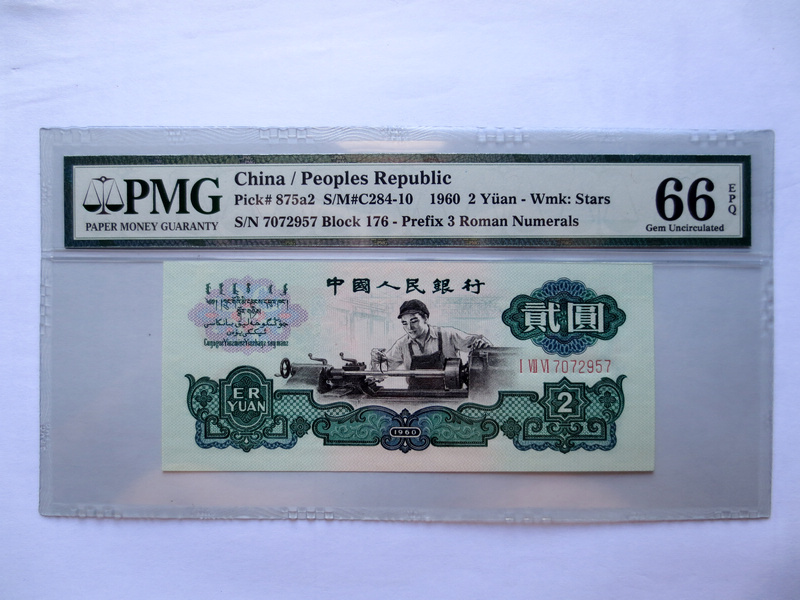 PMG
PAPER MONEY GUARANTY
China / Peoples Republic
Pick# 875a2 S/M#C284-10 1960 2 Yüan - Wmk: Stars
S/N 7072957 Block 176 - Prefix 3 Roman Numerals
66 EPQ
Gem Uncirculated
中國人民銀行
貳圓
I VII VI 7072957
ER
YUAN
2
1960